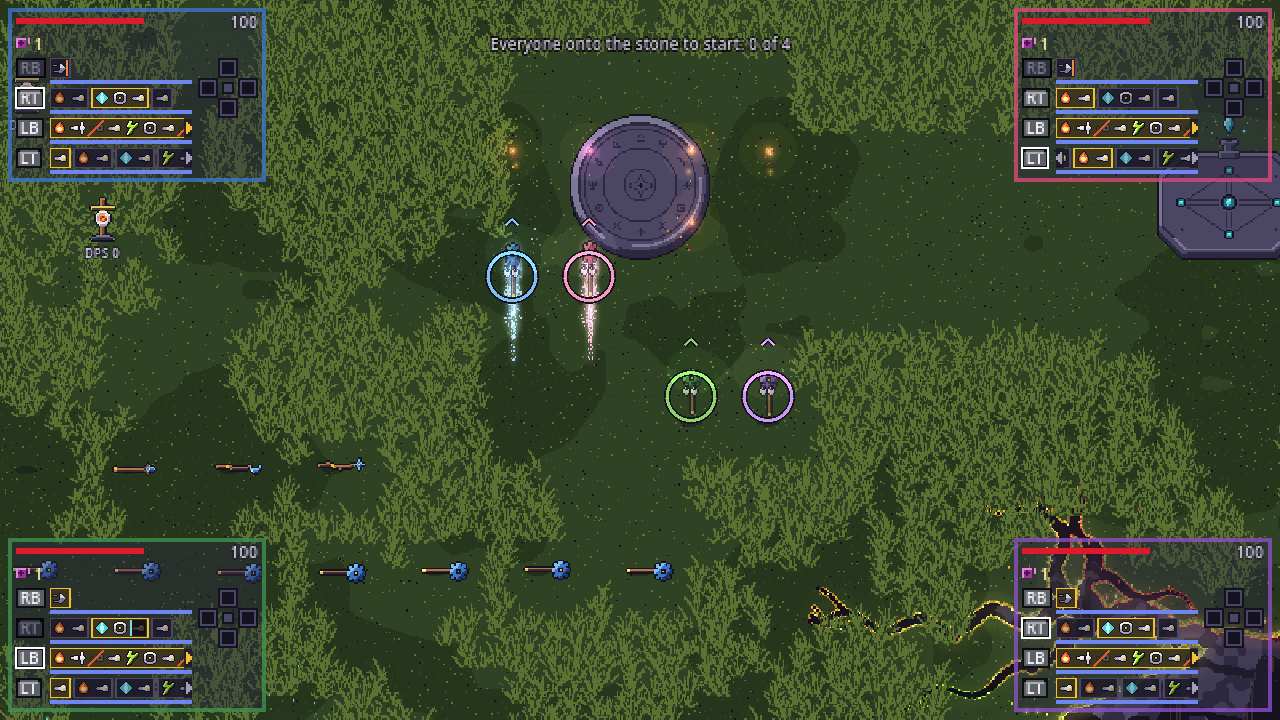 100
1
RB
RT
LB
LT
Everyone onto the stone to start: 0 of 4
100
1
RB
RT
LB
LT
DPS 0
100
1
RB
RT
LB
LT
100
1
RB
RT
LB
LT